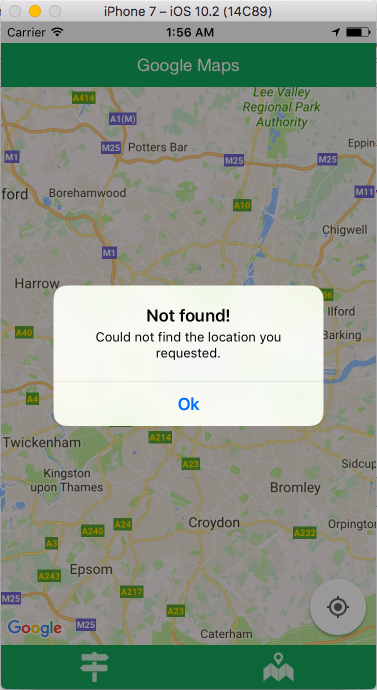 iPhone 7 – iOS 10.2 (14C89)
Carrier 1:56 AM
Google Maps
A414
Lee Valley
Regional Park
Authority
A1(M)
M25 Potters Bar
M25 M25 Eppin
M1
ford Borehamwood M11
A10
Chigwell
M1
Harrow
Not found!
Ilford
A40 Could not find the location you Barking
requested.
A4 Ok
Twickenham A214
A23 Sidcup
Kingston
upon Thames Bromley
A24 Croydon Orpington
A240 A232
A3
A243 Epsom
A217
M25 A23
Google M25 Caterham